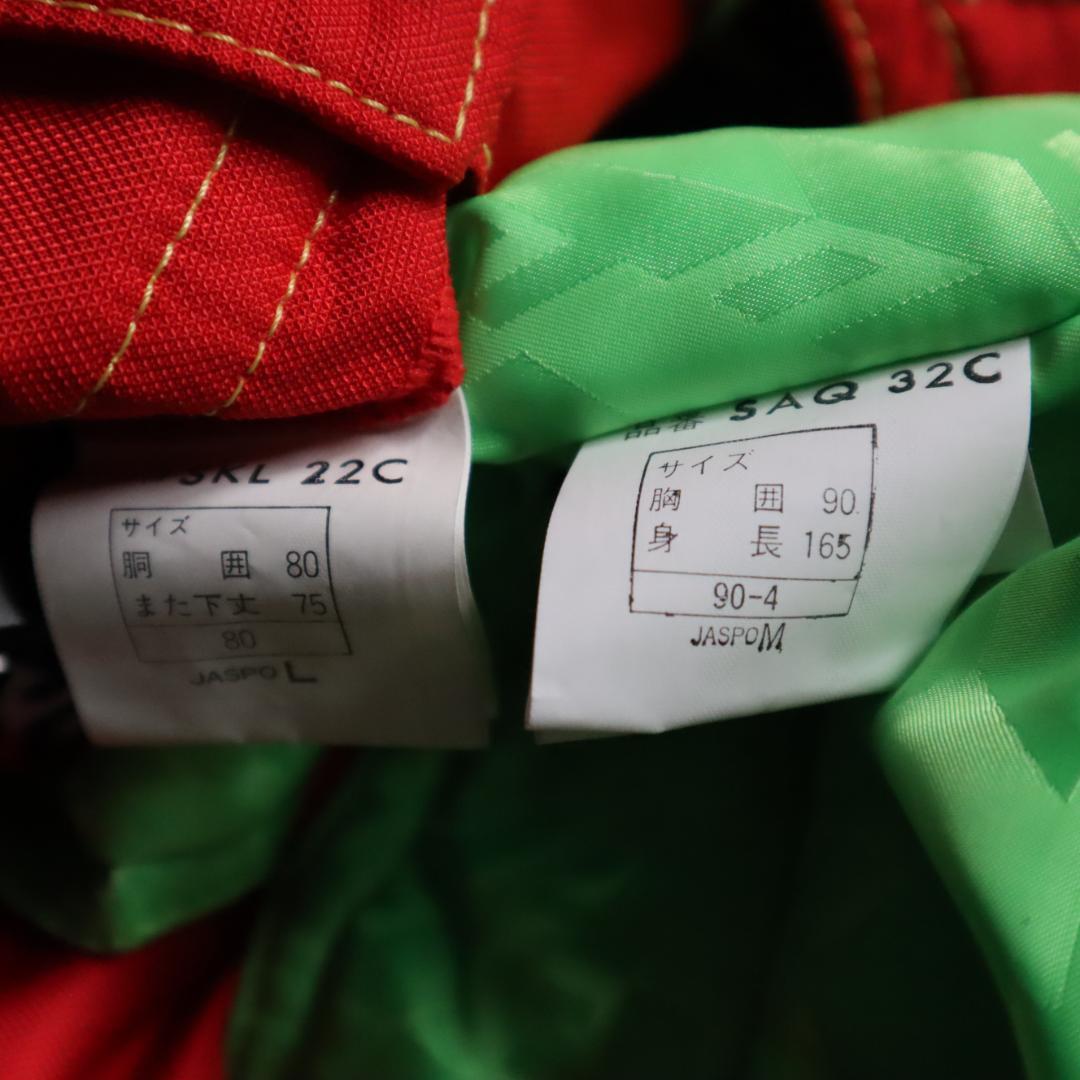 SKL 22C
サイズ
胴 囲 80
また下丈 75
80
JASPO L
品番 SAQ 32C
サイズ
胸 囲 90
身 長 165
90-4
JASPO M